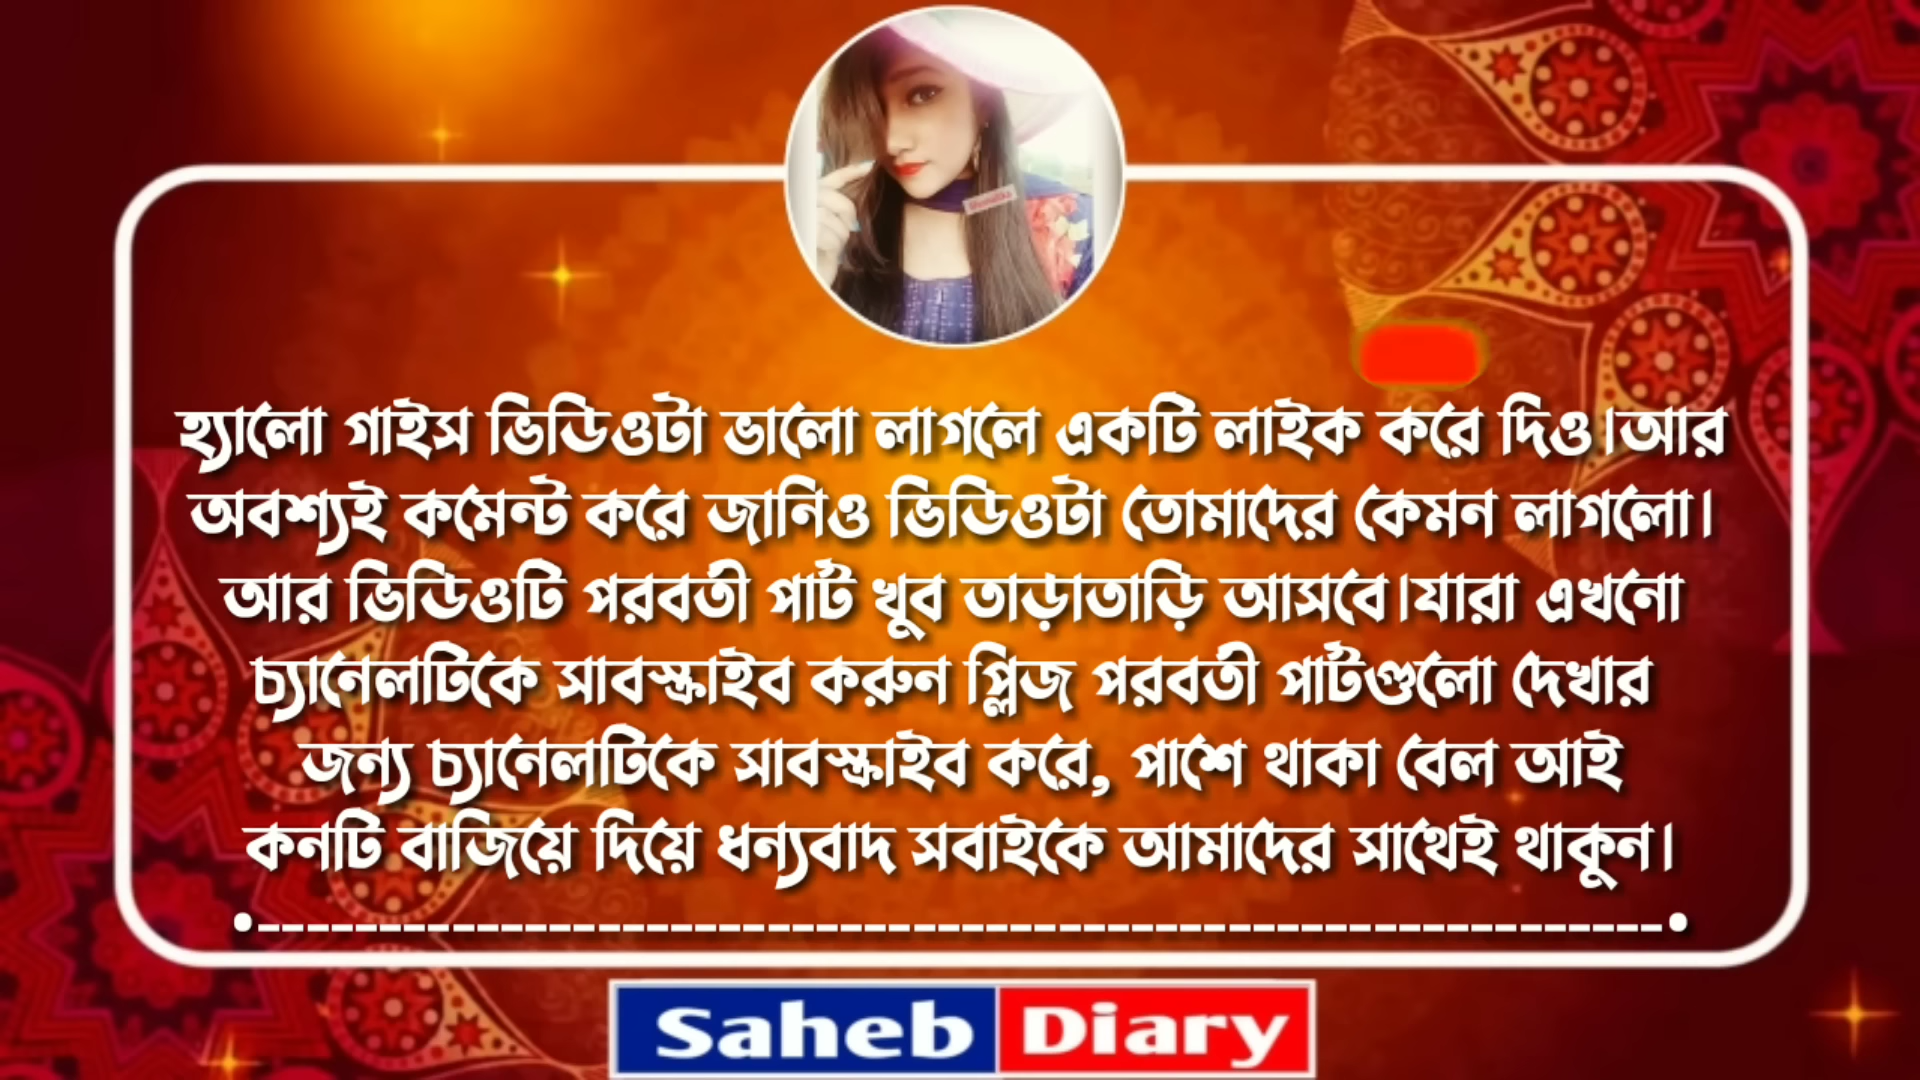 হ্যালো গাইস ভিডিওটা ভালো লাগলে একটি লাইক করে দিও।আর
অবশ্যই কমেন্ট করে জানিও ভিডিওটা তোমাদের কেমন লাগলো।
আর ভিডিওটি পরবর্তী পার্ট খুব তাড়াতাড়ি আসবে।যারা এখনো
চ্যানেলটিকে সাবস্ক্রাইব করুন প্লিজ পরবর্তী পার্টগুলো দেখার
জন্য চ্যানেলটিকে সাবস্ক্রাইব করে, পাশে থাকা বেল আই
কনটি বাজিয়ে দিয়ে ধন্যবাদ সবাইকে আমাদের সাথেই থাকুন।
Saheb Diary